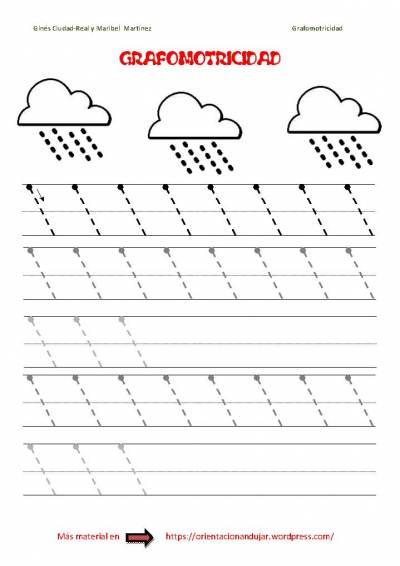 Ginés Ciudad-Real y Maribel Martínez Grafomotricidad
GRAFOMOTRICIDAD
Más material en https://orientacionandujar.wordpress.com/